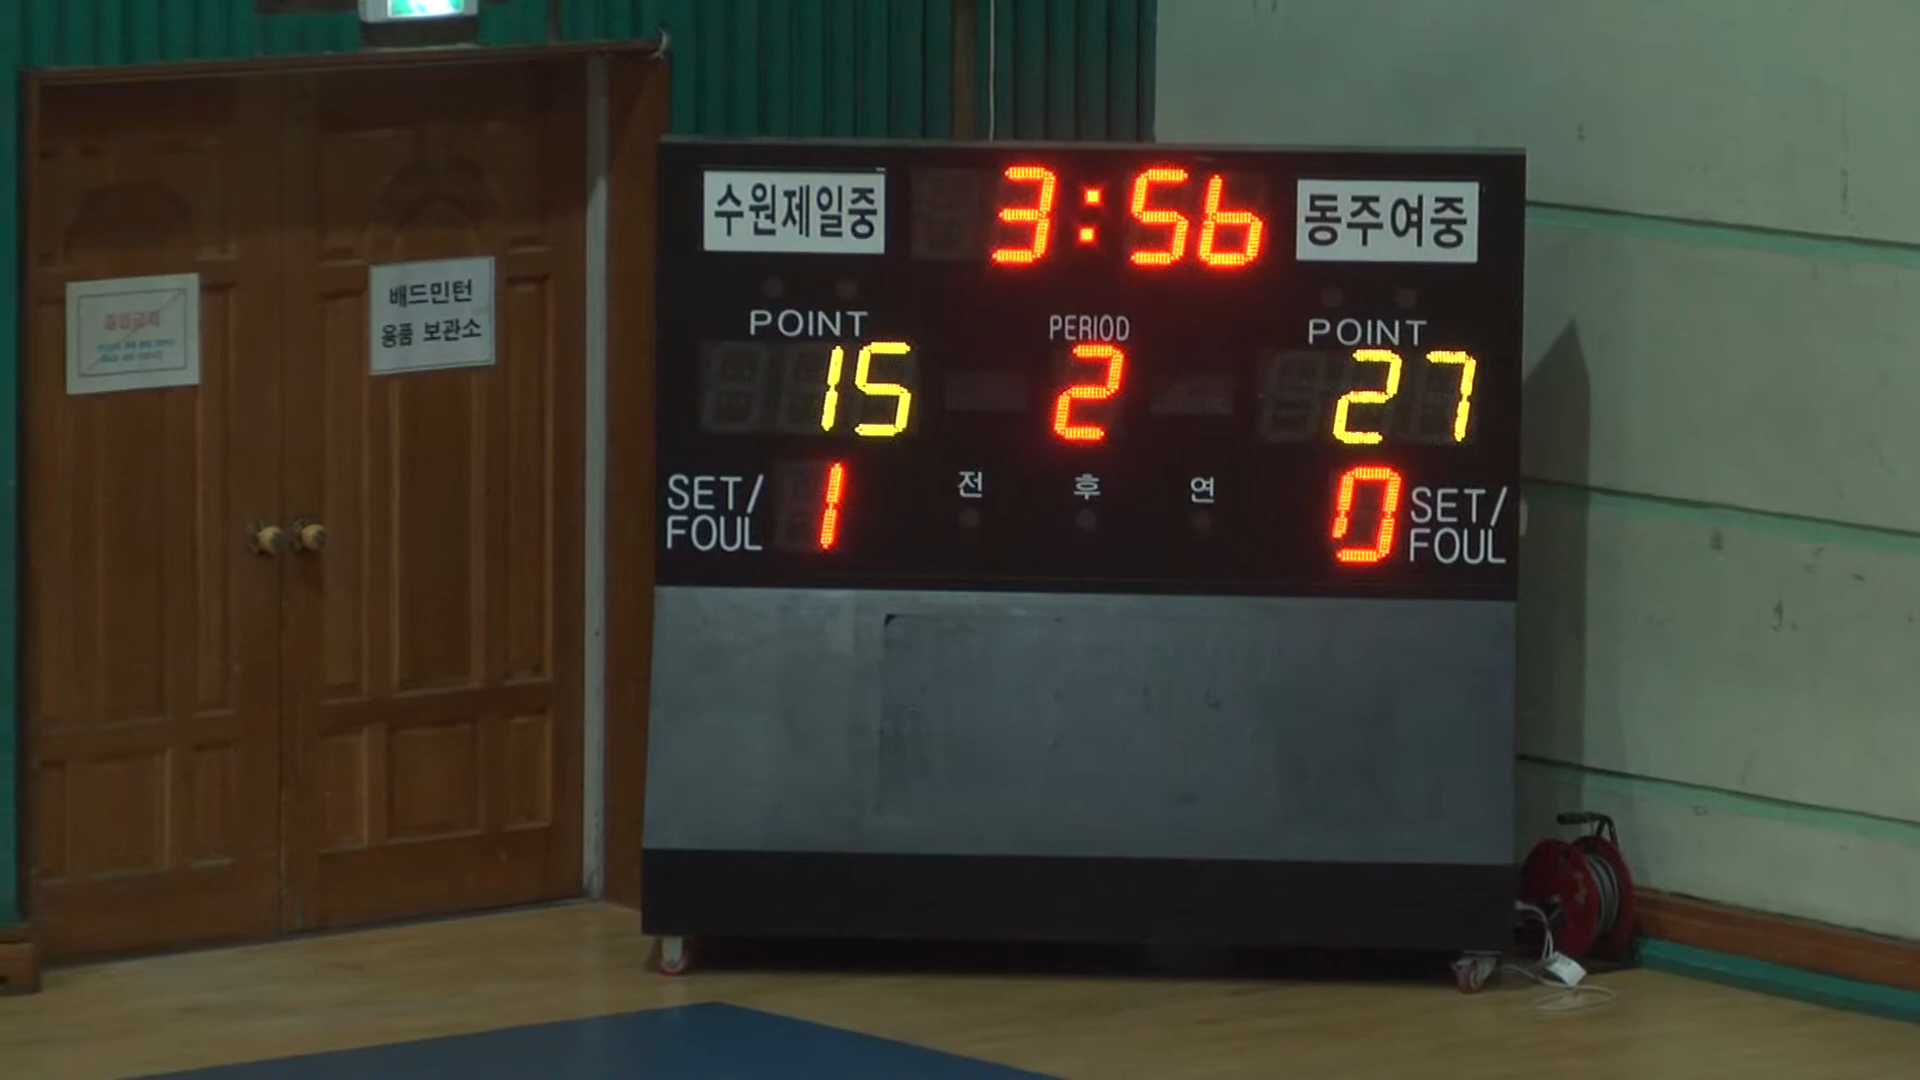 수원제일중
3:56
동주여중
POINT
PERIOD
POINT
15
2
27
SET/
FOUL
1
전
후
연
0
SET/
FOUL
배드민턴
용품 보관소